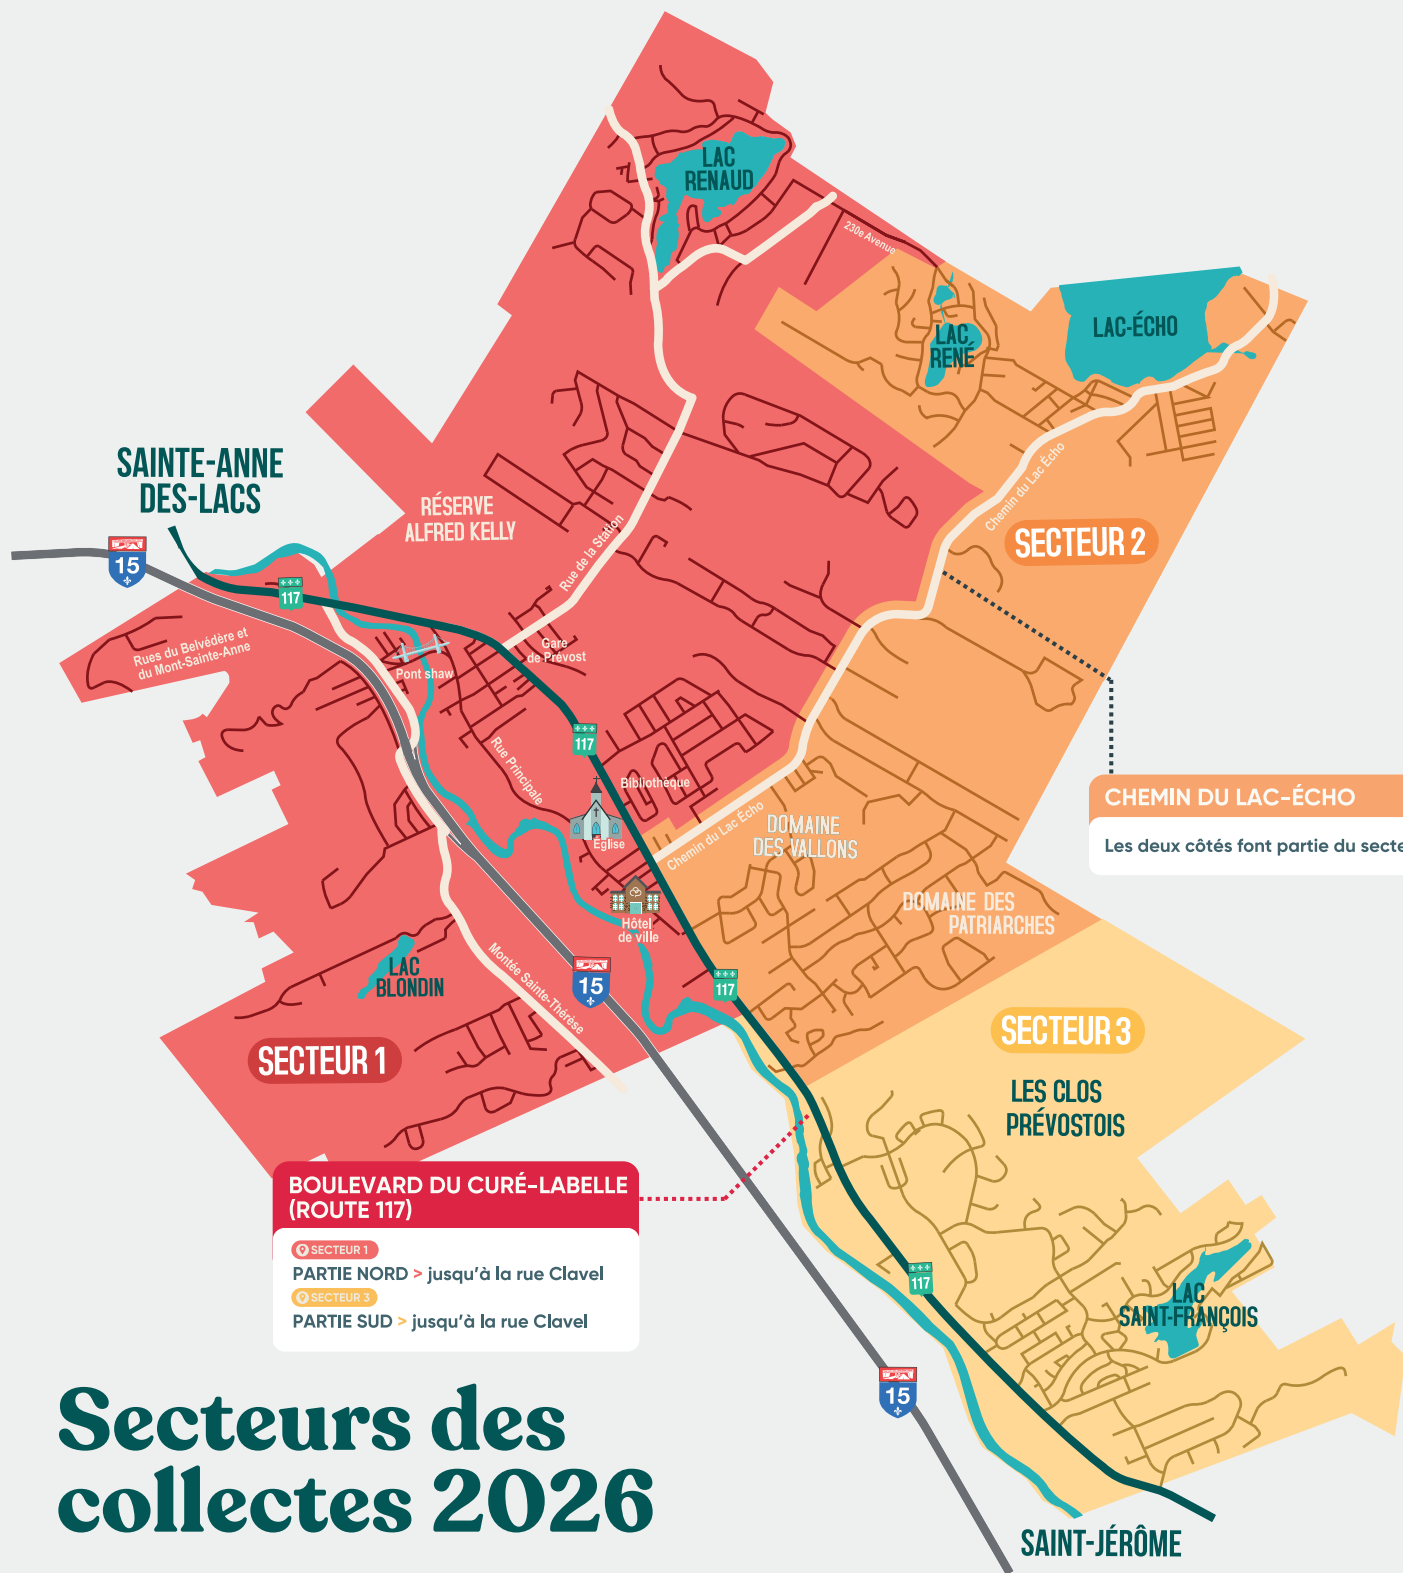 LAC
RENAUD
230e Avenue
LAC
RENÉ
LAC-ÉCHO
SAINTE-ANNE
DES-LACS
RÉSERVE
ALFRED KELLY
Rue de la Station
Chemin du Lac Écho
SECTEUR 2
15
117
Rues du Belvédère et
du Mont-Sainte-Anne
Pont shaw
Gare
de Prévost
117
Rue Principale
Bibliothèque
Église
Chemin du Lac Écho
DOMAINE
DES VALLONS
CHEMIN DU LAC-ÉCHO
Les deux côtés font partie du secte
DOMAINE DES
PATRIARCHES
Hôtel
de ville
LAC
BLONDIN
Montée Sainte-Thérèse
15
117
SECTEUR 1
SECTEUR 3
LES CLOS
PRÉVOSTOIS
BOULEVARD DU CURÉ-LABELLE
(ROUTE 117)
SECTEUR 1
PARTIE NORD > jusqu'à la rue Clavel
SECTEUR 3
PARTIE SUD > jusqu'à la rue Clavel
117
LAC
SAINT-FRANÇOIS
15
Secteurs des
collectes 2026
SAINT-JÉRÔME